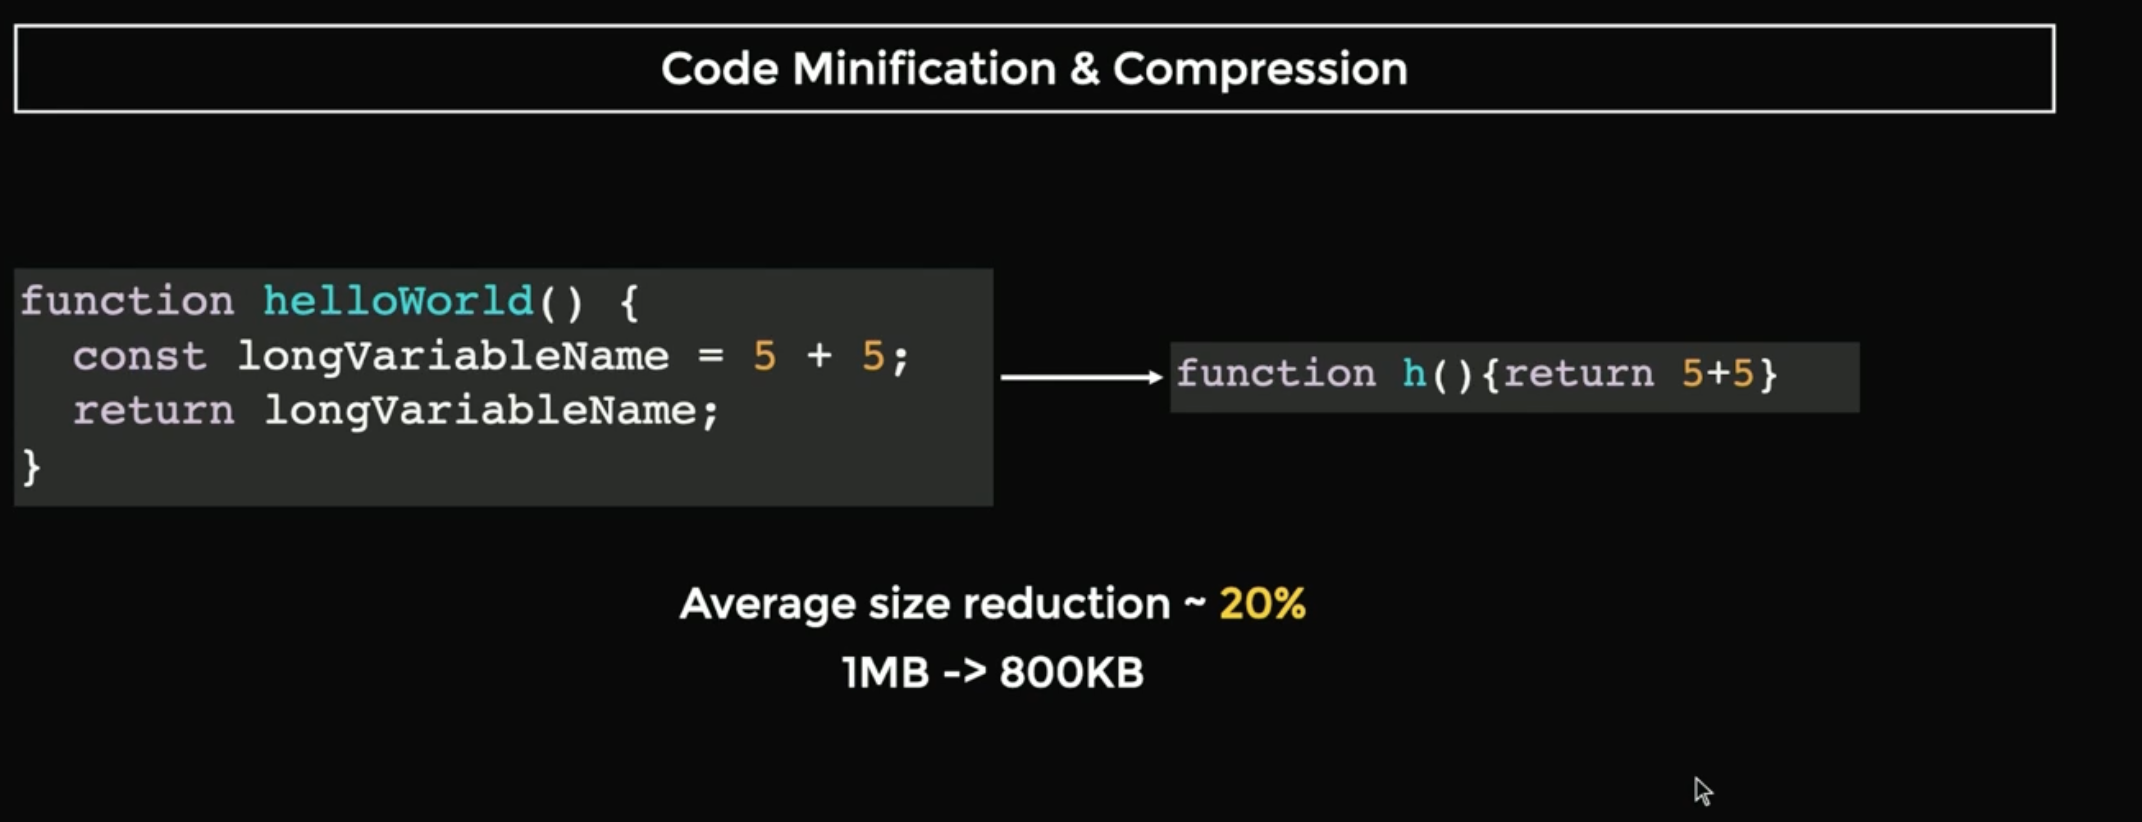 Code Minification & Compression
function helloWorld() {
  const longVariableName = 5 + 5;
  return longVariableName;
}
function h(){return 5+5}
Average size reduction ~ 20%
1MB -> 800KB